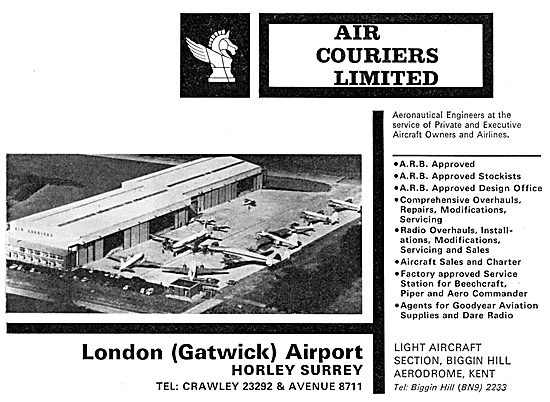 AIR
COURIERS
LIMITED
Aeronautical Engineers at the
service of Private and Executive
Aircraft Owners and Airlines.
•A.R.B. Approved
•A.R.B. Approved Stockists
•A.R.B. Approved Design Office
•Comprehensive Overhauls,
Repairs, Modifications,
Servicing
•Radio Overhauls, Install-
ations, Modifications,
Servicing and Sales
•Aircraft Sales and Charter
•Factory approved Service
Station for Beechcraft,
Piper and Aero Commander
•Agents for Goodyear Aviation
Supplies and Dare Radio
London (Gatwick) Airport
HORLEY SURREY
TEL: CRAWLEY 23292 & AVENUE 8711
LIGHT AIRCRAFT
SECTION, BIGGIN HILL
AERODROME, KENT
Tel: Biggin Hill (BN9) 2233